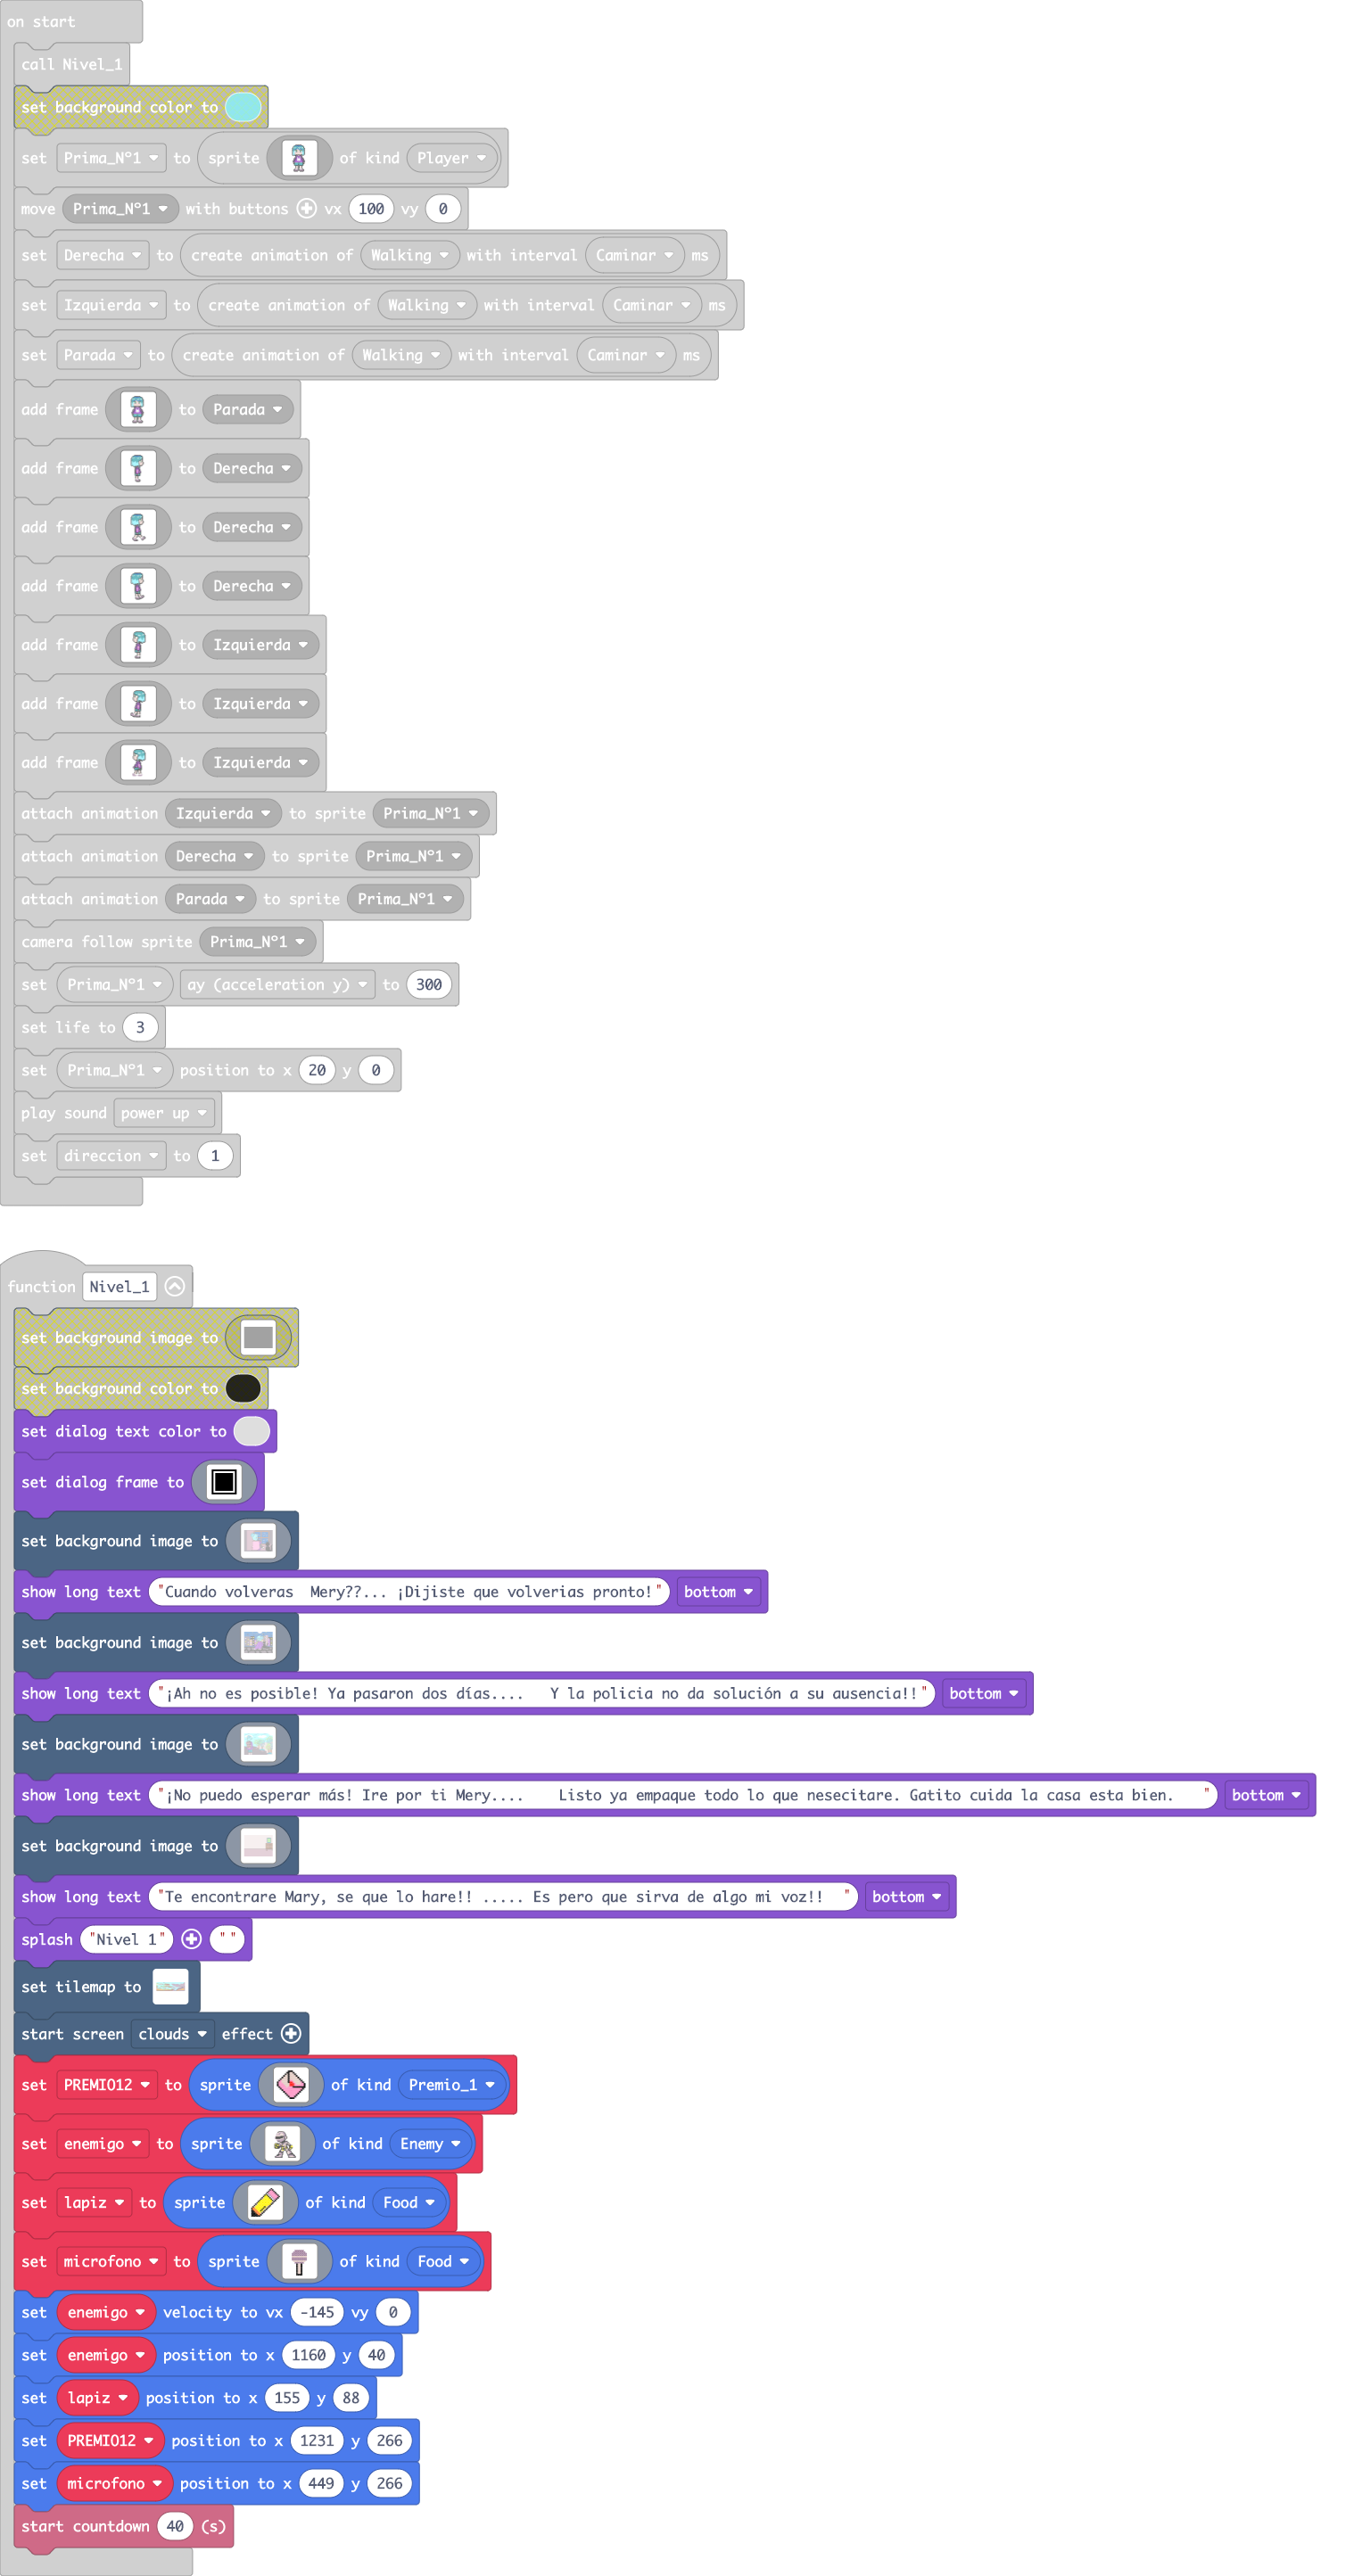 on start
call Nivel_1
set background color to
set Prima_Nº1 to sprite of kind Player
move Prima_Nº1 with buttons vx 100 vy 0
set Derecha to create animation of Walking with interval Caminar ms
set Izquierda to create animation of Walking with interval Caminar ms
set Parada to create animation of Walking with interval Caminar ms
add frame to Parada
add frame to Derecha
add frame to Derecha
add frame to Derecha
add frame to Izquierda
add frame to Izquierda
add frame to Izquierda
attach animation Izquierda to sprite Prima_Nº1
attach animation Derecha to sprite Prima_Nº1
attach animation Parada to sprite Prima_Nº1
camera follow sprite Prima_Nº1
set Prima_Nº1 ay (acceleration y) to 300
set life to 3
set Prima_Nº1 position to x 20 y 0
play sound power up
set direccion to 1
function Nivel_1
set background image to
set background color to
set dialog text color to
set dialog frame to
set background image to
show long text "Cuando volveras  Mery??... ¡Dijiste que volverias pronto!" bottom
set background image to
show long text "¡Ah no es posible! Ya pasaron dos días....   Y la policia no da solución a su ausencia!!" bottom
set background image to
show long text "¡No puedo esperar más! Ire por ti Mery....    Listo ya empaque todo lo que nesecitare. Gatito cuida la casa esta bien.   " bottom
set background image to
show long text "Te encontrare Mary, se que lo hare!! ..... Es pero que sirva de algo mi voz!!  " bottom
splash "Nivel 1" ""
set tilemap to
start screen clouds effect
set PREMIO12 to sprite of kind Premio_1
set enemigo to sprite of kind Enemy
set lapiz to sprite of kind Food
set microfono to sprite of kind Food
set enemigo velocity to vx -145 vy 0
set enemigo position to x 1160 y 40
set lapiz position to x 155 y 88
set PREMIO12 position to x 1231 y 266
set microfono position to x 449 y 266
start countdown 40 (s)